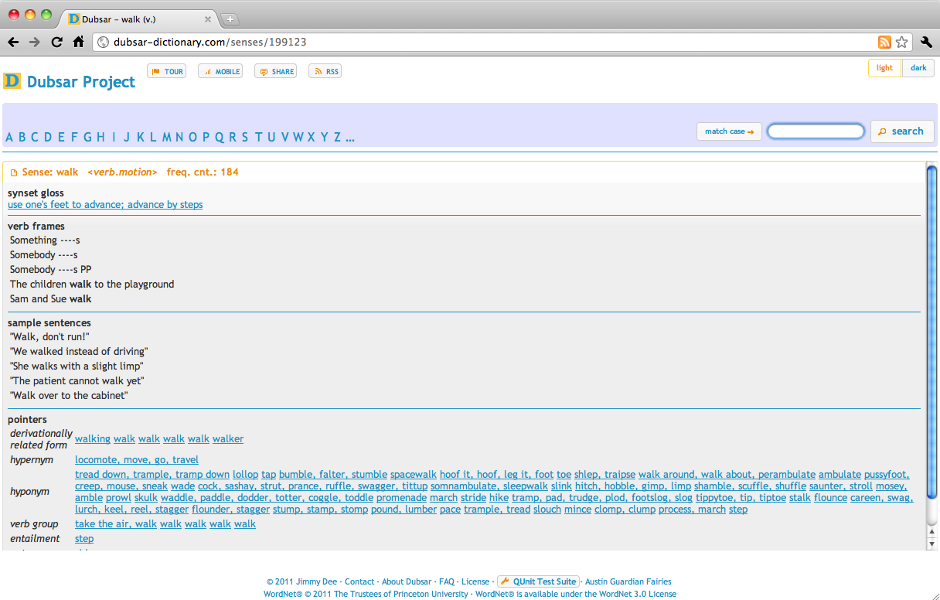 Dubsar – walk (v.)
dubsar-dictionary.com/senses/199123
D Dubsar Project
TOUR MOBILE SHARE RSS
light dark
A B C D E F G H I J K L M N O P Q R S T U V W X Y Z ...
match case → search
Sense: walk <verb.motion> freq. cnt.: 184
synset gloss
use one's feet to advance; advance by steps
verb frames
Something ----s
Somebody ----s
Somebody ----s PP
The children walk to the playground
Sam and Sue walk
sample sentences
"Walk, don't run!"
"We walked instead of driving"
"She walks with a slight limp"
"The patient cannot walk yet"
"Walk over to the cabinet"
pointers
derivationally related form walking walk walk walk walk walker
hypernym locomote, move, go, travel
hyponym tread down, trample, tramp down lollop tap bumble, falter, stumble spacewalk hoof it, hoof, leg it, foot toe shlep, traipse walk around, walk about, perambulate ambulate pussyfoot,
creep, mouse, sneak wade cock, sashay, strut, prance, ruffle, swagger, tittup somnambulate, sleepwalk slink hitch, hobble, gimp, limp shamble, scuffle, shuffle saunter, stroll mosey,
amble prowl skulk waddle, paddle, dodder, totter, coggle, toddle promenade march stride hike tramp, pad, trudge, plod, footslog, slog tippytoe, tip, tiptoe stalk flounce careen, swag,
lurch, keel, reel, stagger flounder, stagger stump, stamp, stomp pound, lumber pace trample, tread slouch mince clomp, clump process, march step
verb group take the air, walk walk walk walk walk
entailment step
© 2011 Jimmy Dee · Contact · About Dubsar · FAQ · License · QUnit Test Suite · Austin Guardian Fairies
WordNet® © 2011 The Trustees of Princeton University · WordNet® is available under the WordNet 3.0 License